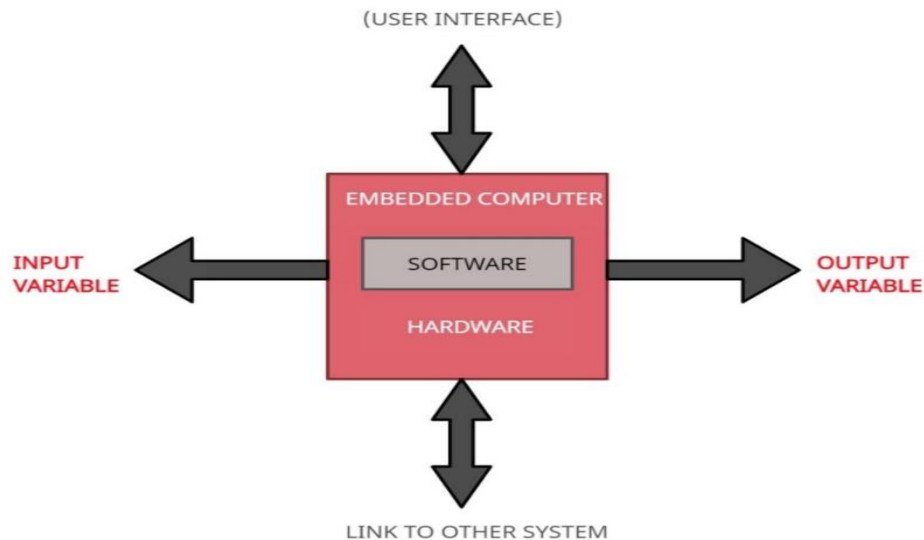 (USER INTERFACE)
EMBEDDED COMPUTER
SOFTWARE
HARDWARE
INPUT
VARIABLE
OUTPUT
VARIABLE
LINK TO OTHER SYSTEM